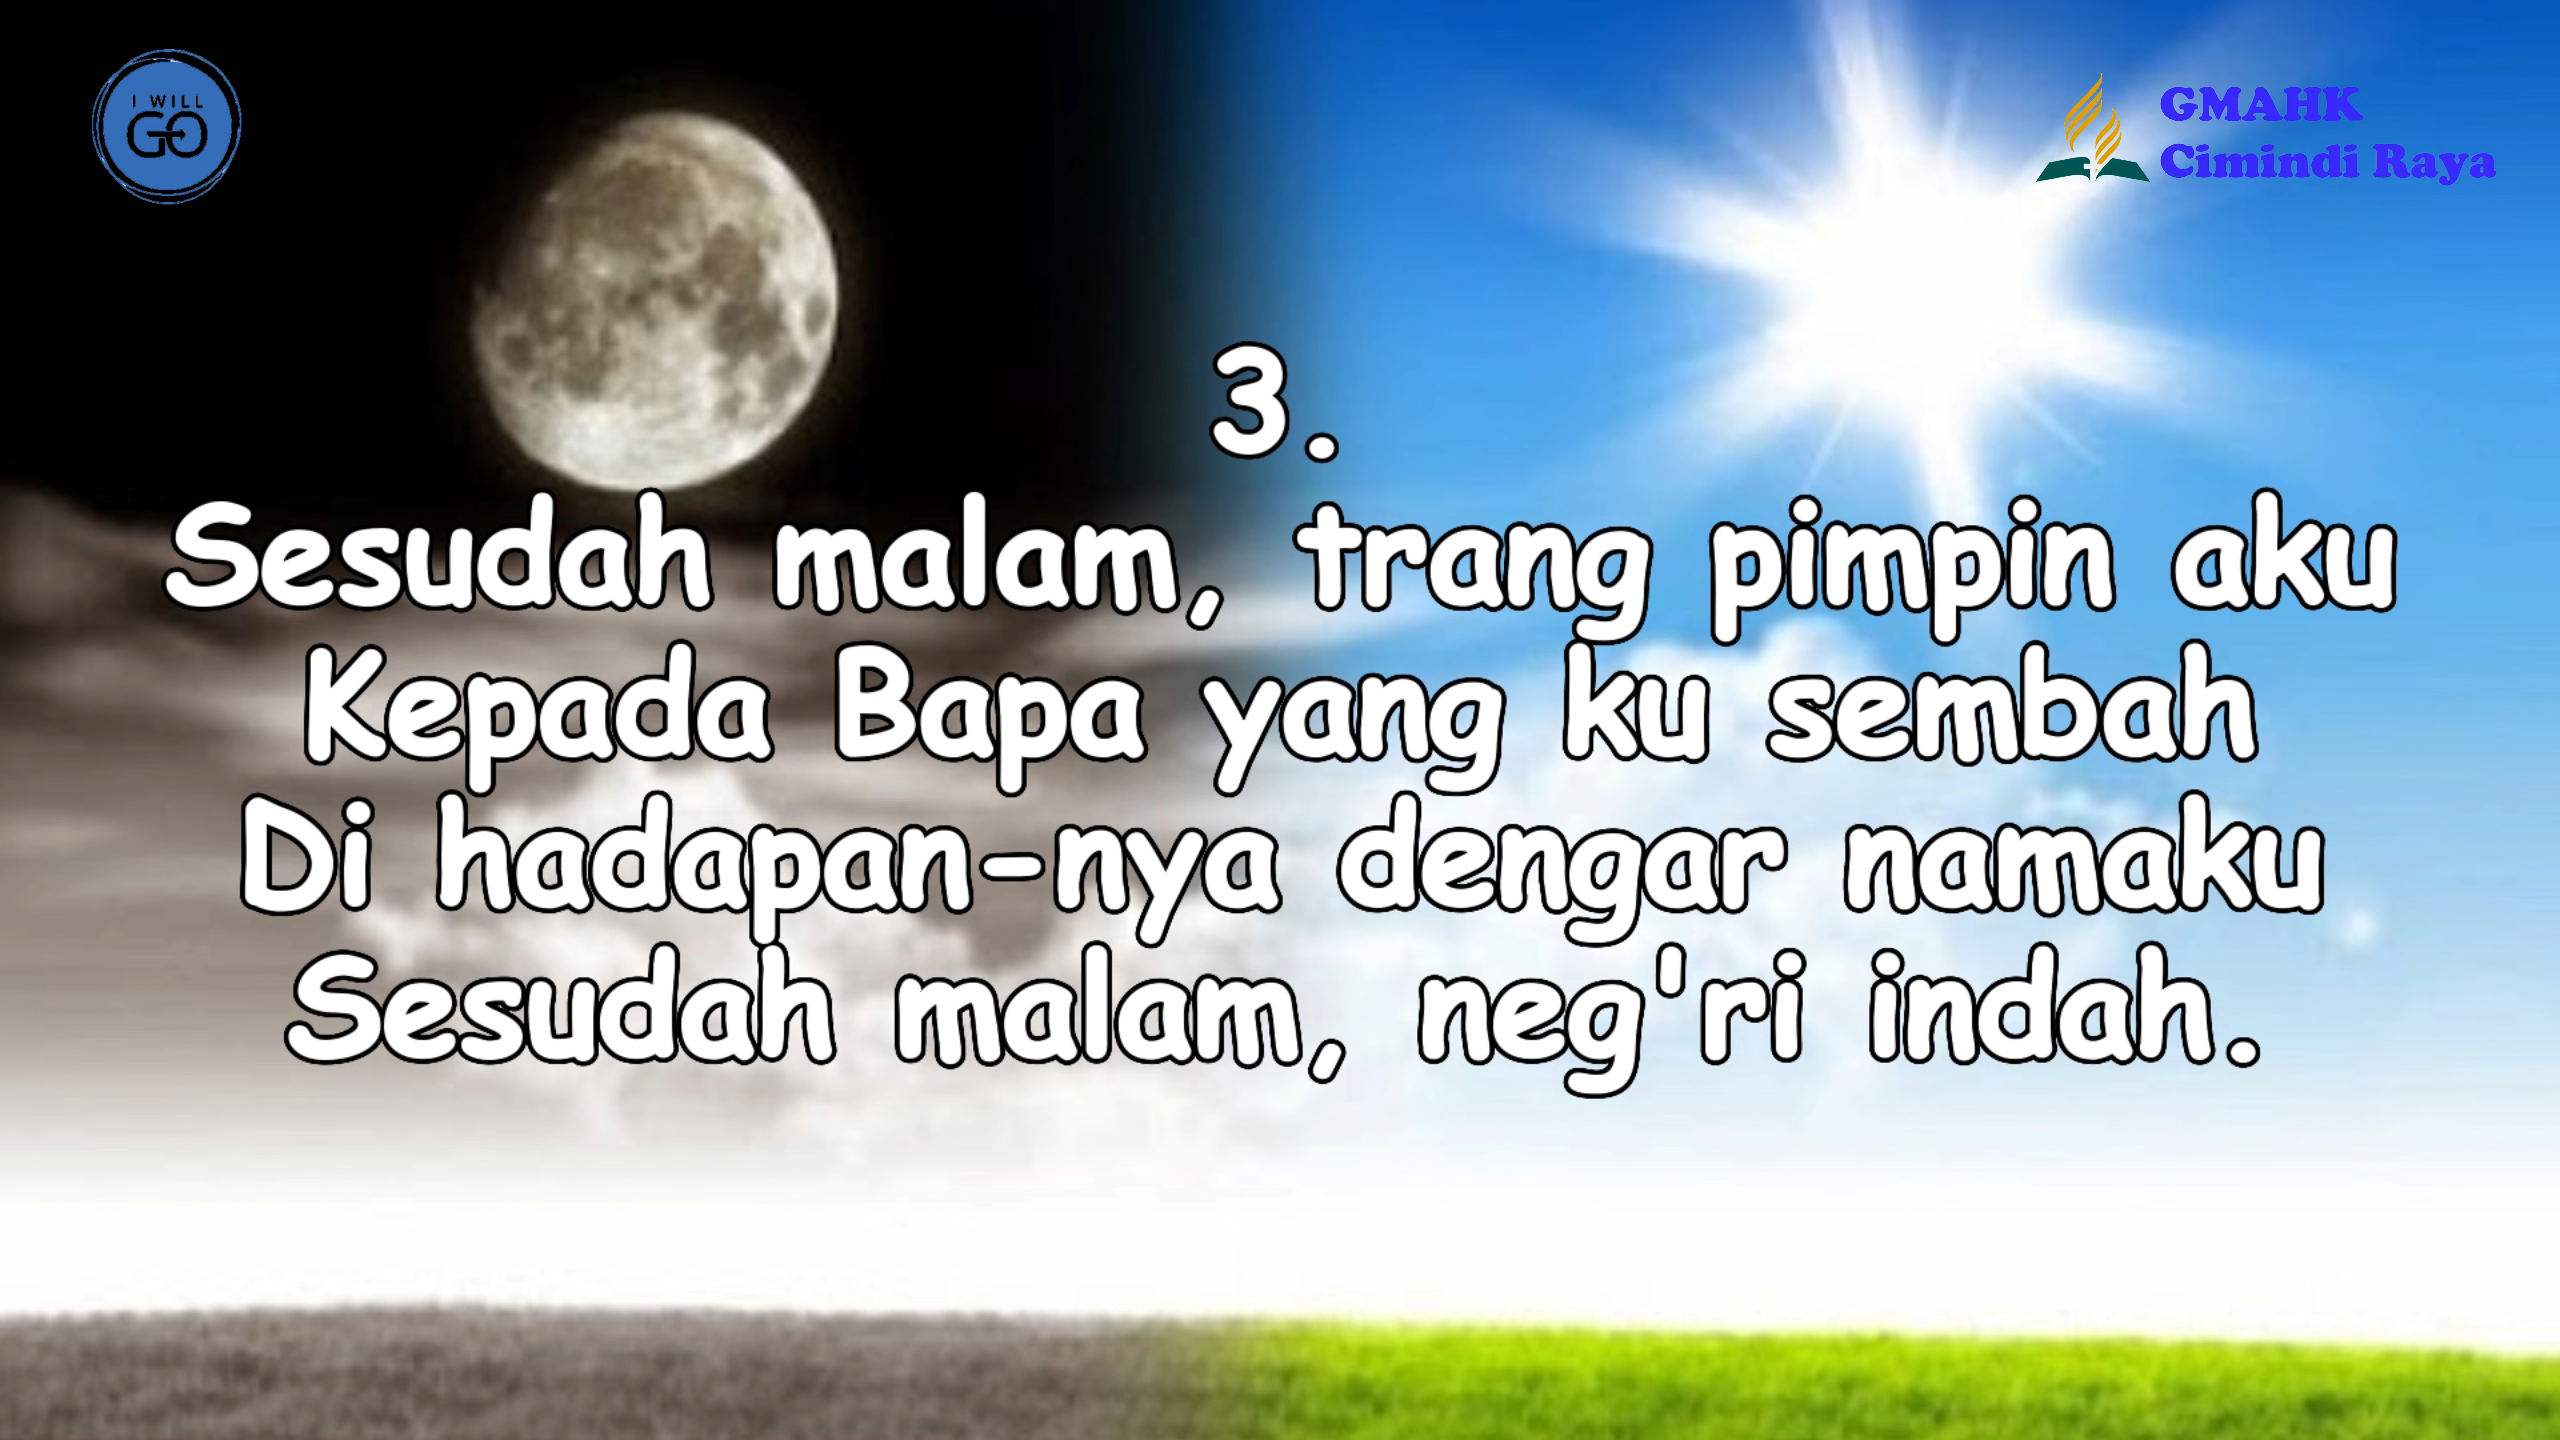 I WILL
GO
GMAHK
Cimindi Raya
3.
Sesudah malam, trang pimpin aku
Kepada Bapa yang ku sembah
Di hadapan-nya dengar namaku
Sesudah malam, neg'ri indah.